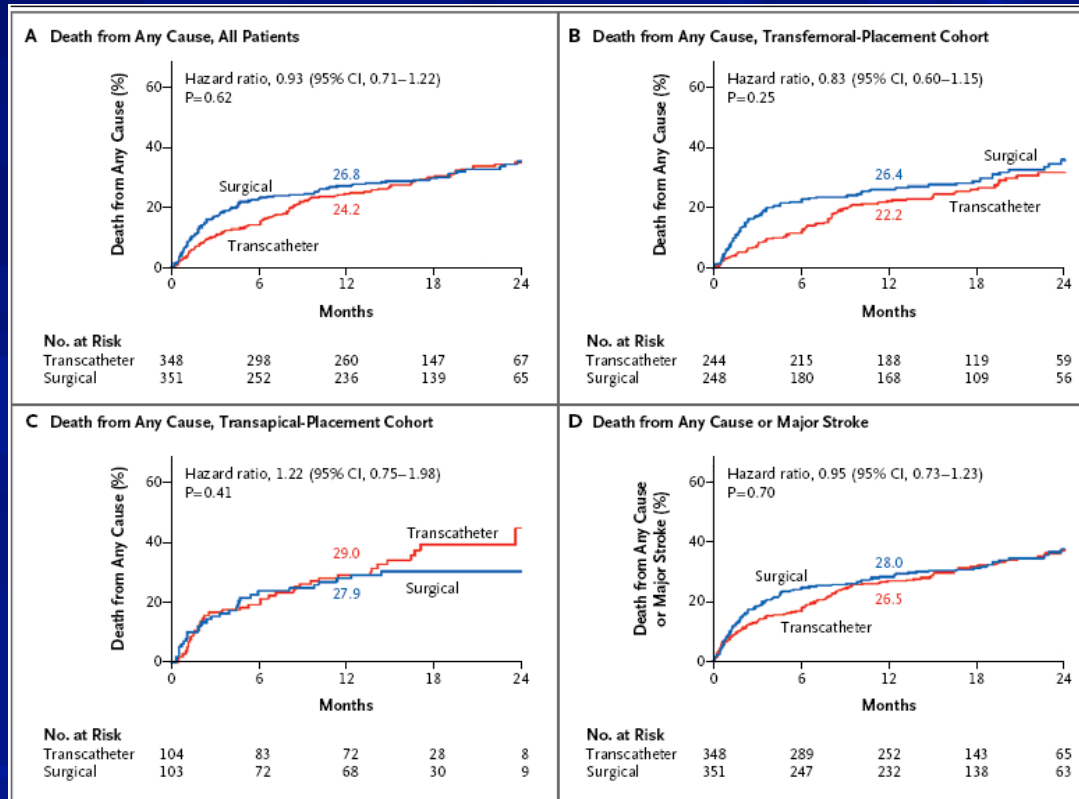 A Death from Any Cause, All Patients
Hazard ratio, 0.93 (95% CI, 0.71–1.22)
P=0.62
Death from Any Cause (%)
60
40
20
0
Surgical
26.8
24.2
Transcatheter
0 6 12 18 24
Months
No. at Risk
Transcatheter 348 298 260 147 67
Surgical 351 252 236 139 65
B Death from Any Cause, Transfemoral-Placement Cohort
Hazard ratio, 0.83 (95% CI, 0.60–1.15)
P=0.25
Death from Any Cause (%)
60
40
20
0
Surgical
26.4
22.2
Transcatheter
0 6 12 18 24
Months
No. at Risk
Transcatheter 244 215 188 119 59
Surgical 248 180 168 109 56
C Death from Any Cause, Transapical-Placement Cohort
Hazard ratio, 1.22 (95% CI, 0.75–1.98)
P=0.41
Death from Any Cause (%)
60
40
20
0
Transcatheter
29.0
27.9
Surgical
0 6 12 18 24
Months
No. at Risk
Transcatheter 104 83 72 28 8
Surgical 103 72 68 30 9
D Death from Any Cause or Major Stroke
Hazard ratio, 0.95 (95% CI, 0.73–1.23)
P=0.70
Death from Any Cause
or Major Stroke (%)
60
40
20
0
Surgical
28.0
26.5
Transcatheter
0 6 12 18 24
Months
No. at Risk
Transcatheter 348 289 252 143 65
Surgical 351 247 232 138 63